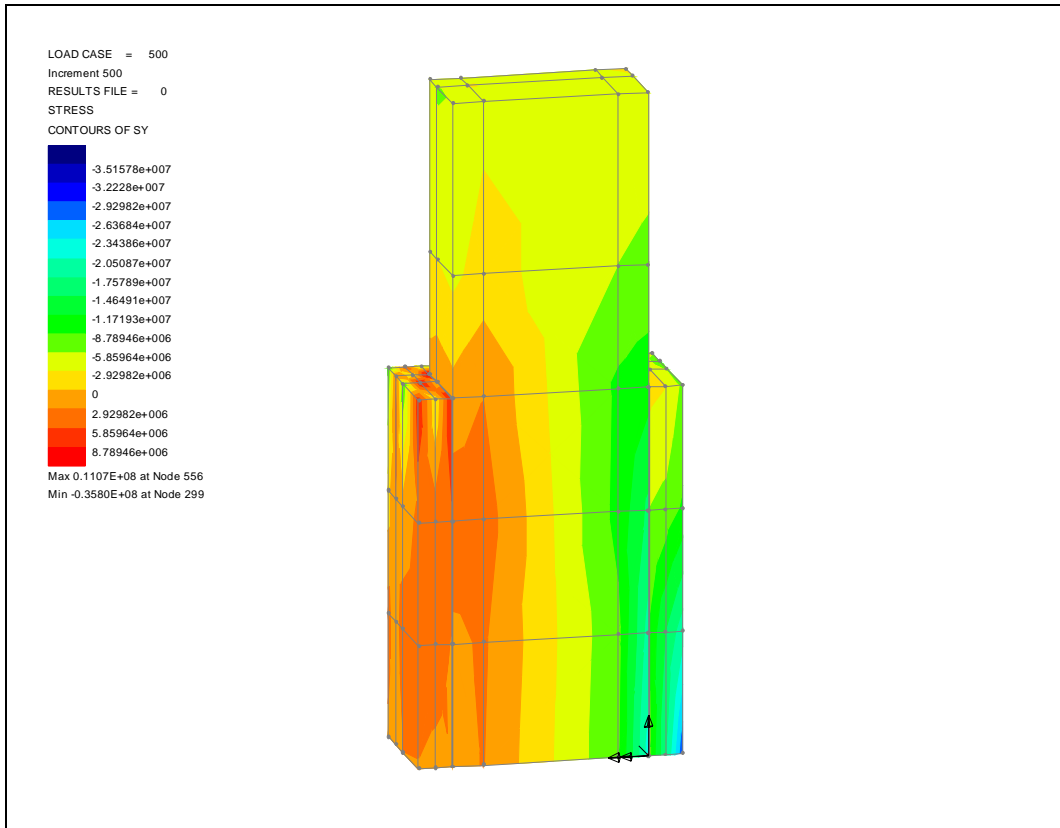 LOAD CASE = 500
Increment 500
RESULTS FILE = 0
STRESS
CONTOURS OF SY
-3.51578e+007
-3.2228e+007
-2.92982e+007
-2.63684e+007
-2.34386e+007
-2.05087e+007
-1.75789e+007
-1.46491e+007
-1.17193e+007
-8.78946e+006
-5.85964e+006
-2.92982e+006
0
2.92982e+006
5.85964e+006
8.78946e+006
Max 0.1107E+08 at Node 556
Min -0.3580E+08 at Node 299